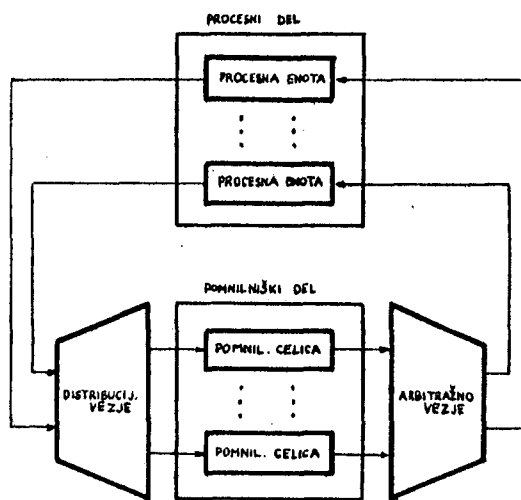 PROCESNI DEL
PROCESNA ENOTA
PROCESNA ENOTA
POMNILNIŠKI DEL
DISTRIBUCIJ.
VEZJE
POMNIL. CELICA
POMNIL. CELICA
ARBITRAŽNO
VEZJE